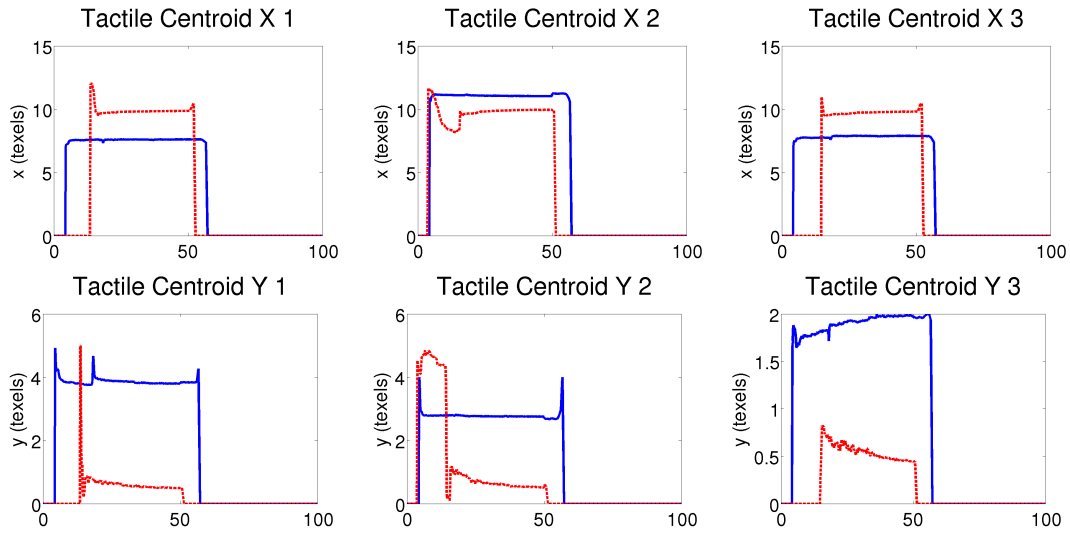 Tactile Centroid X 1
15
10
5
0
x (texels)
0 50 100
Tactile Centroid X 2
15
10
5
0
x (texels)
0 50 100
Tactile Centroid X 3
15
10
5
0
x (texels)
0 50 100
Tactile Centroid Y 1
6
4
2
0
y (texels)
0 50 100
Tactile Centroid Y 2
6
4
2
0
y (texels)
0 50 100
Tactile Centroid Y 3
2
1.5
1
0.5
0
y (texels)
0 50 100